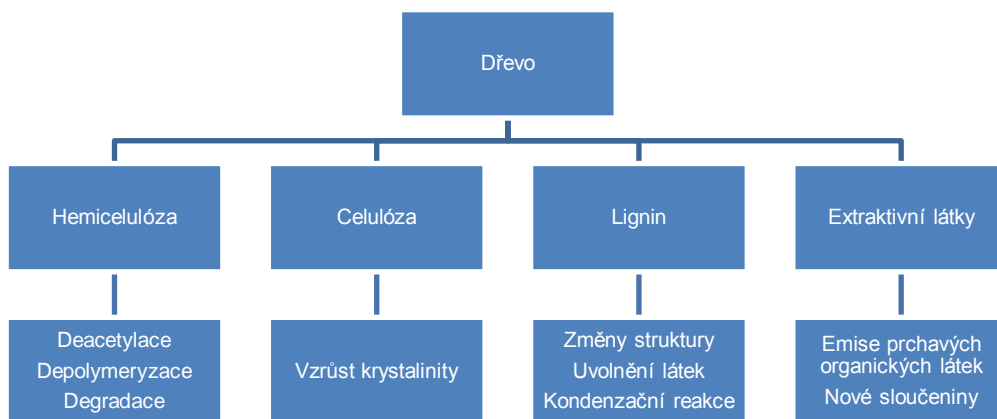 Dřevo
Hemicelulóza
Celulóza
Lignin
Extraktivní látky
Deacetylace
Depolymeryzace
Degradace
Vzrůst krystalinity
Změny struktury
Uvolnění látek
Kondenzační reakce
Emise prchavých
organických látek
Nové sloučeniny